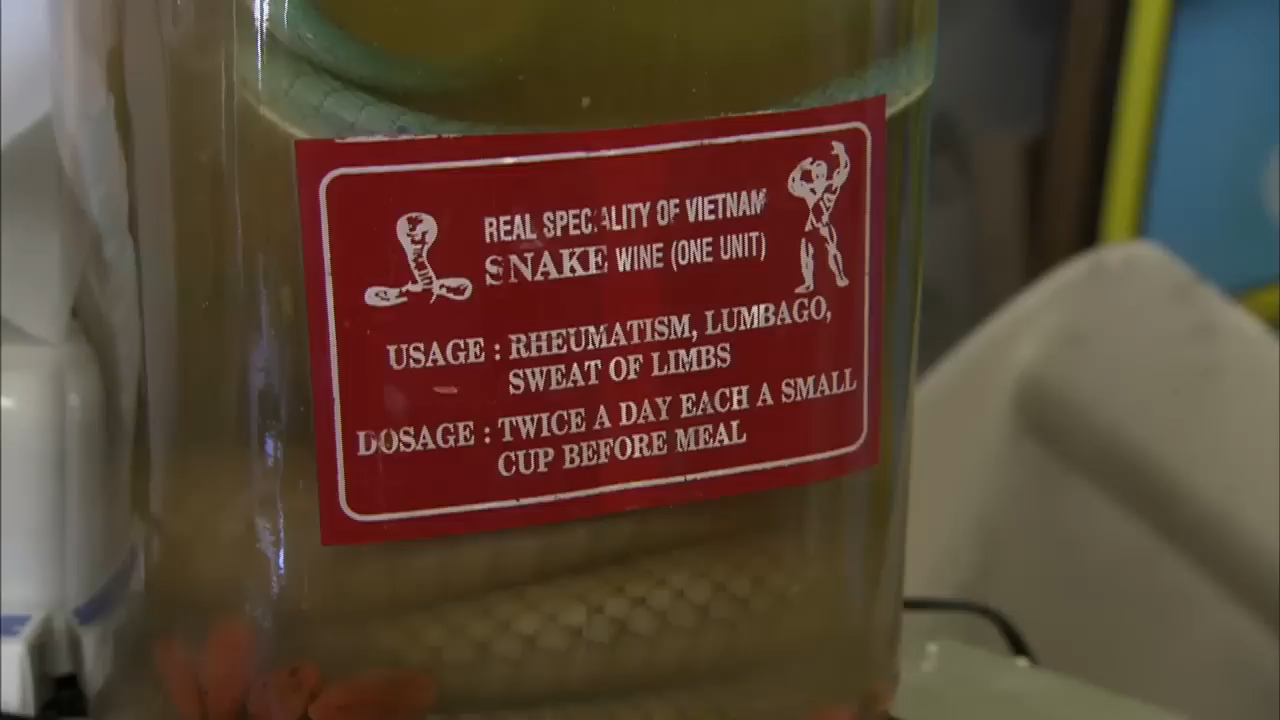 REAL SPECIALITY OF VIETNAM
SNAKE WINE (ONE UNIT)
USAGE : RHEUMATISM, LUMBAGO,
SWEAT OF LIMBS
DOSAGE : TWICE A DAY EACH A SMALL
CUP BEFORE MEAL